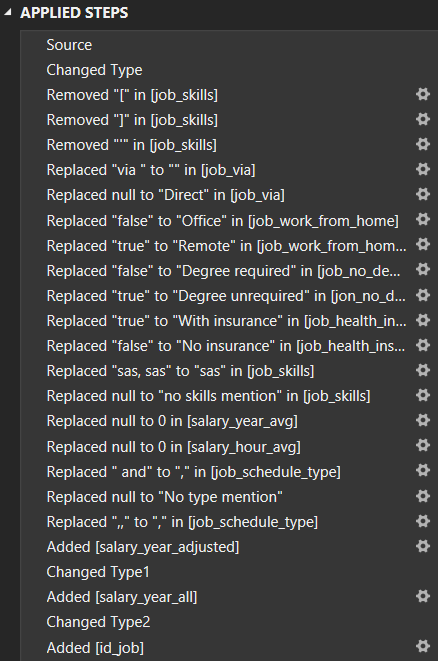 APPLIED STEPS
Source
Changed Type
Removed "[" in [job_skills]
Removed "]" in [job_skills]
Removed "'" in [job_skills]
Replaced "via " to "" in [job_via]
Replaced null to "Direct" in [job_via]
Replaced "false" to "Office" in [job_work_from_home]
Replaced "true" to "Remote" in [job_work_from_hom...
Replaced "false" to "Degree required" in [job_no_de...
Replaced "true" to "Degree unrequired" in [jon_no_d...
Replaced "true" to "With insurance" in [job_health_in...
Replaced "false" to "No insurance" in [job_health_ins...
Replaced "sas, sas" to "sas" in [job_skills]
Replaced null to "no skills mention" in [job_skills]
Replaced null to 0 in [salary_year_avg]
Replaced null to 0 in [salary_hour_avg]
Replaced " and" to "," in [job_schedule_type]
Replaced null to "No type mention"
Replaced ",," to "," in [job_schedule_type]
Added [salary_year_adjusted]
Changed Type1
Added [salary_year_all]
Changed Type2
Added [id_job]